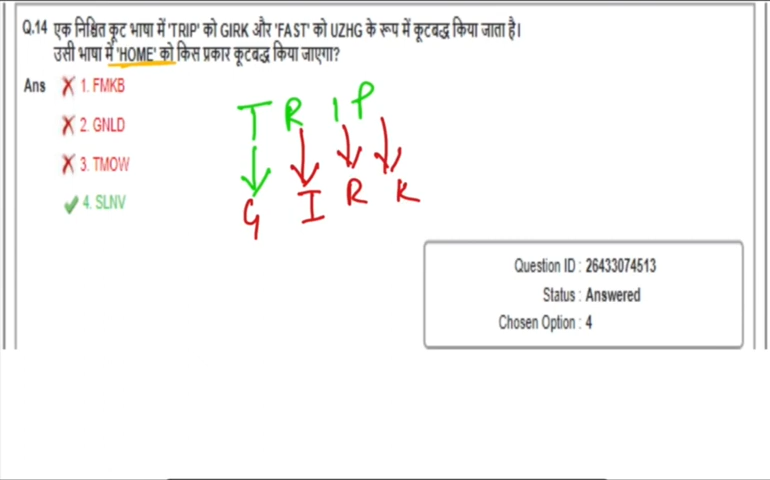 Q.14 एक निश्चित कूट भाषा में 'TRIP' को GIRK और 'FAST' को UZHG के रूप में कूटबद्ध किया जाता है।
उसी भाषा में 'HOME' को किस प्रकार कूटबद्ध किया जाएगा?
Ans 1. FMKB
2. GNLD
3. TMOW
4. SLNV
T R I P
G I R K
Question ID : 26433074513
Status : Answered
Chosen Option : 4